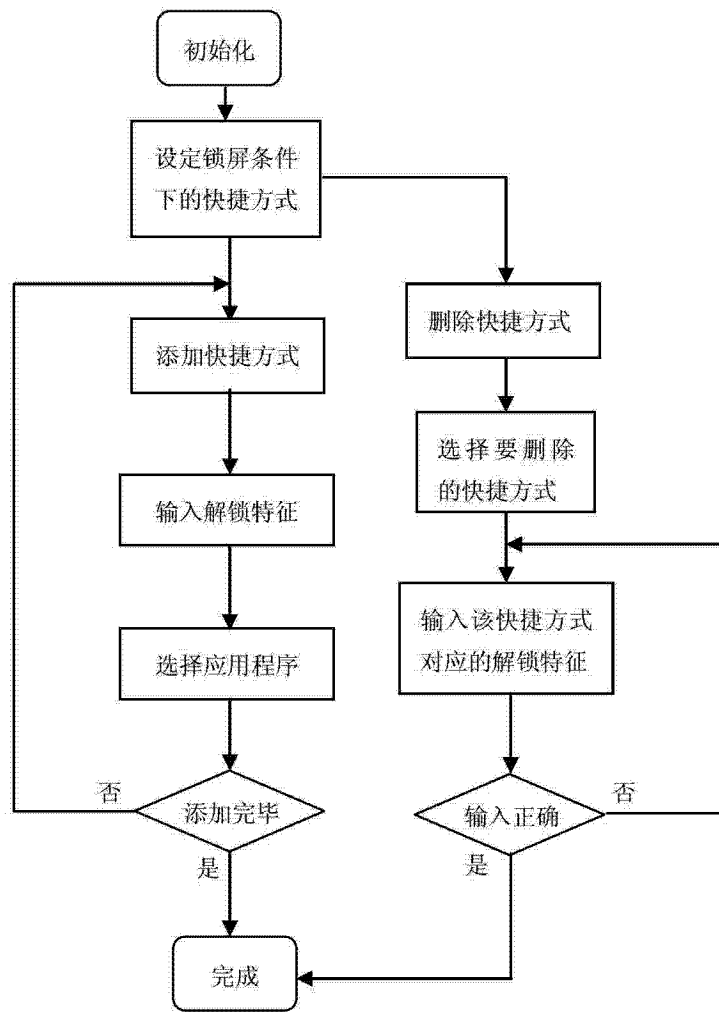 初始化
设定锁屏条件
下的快捷方式
添加快捷方式
输入解锁特征
选择应用程序
否
添加完毕
是
删除快捷方式
选择要删除
的快捷方式
输入该快捷方式
对应的解锁特征
否
输入正确
是
完成